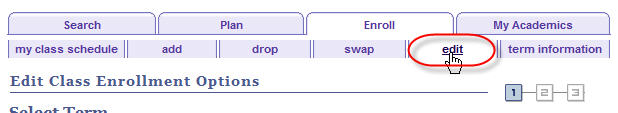 Search Plan Enroll My Academics
my class schedule add drop swap edit term information
Edit Class Enrollment Options
1 2 3
Select Term